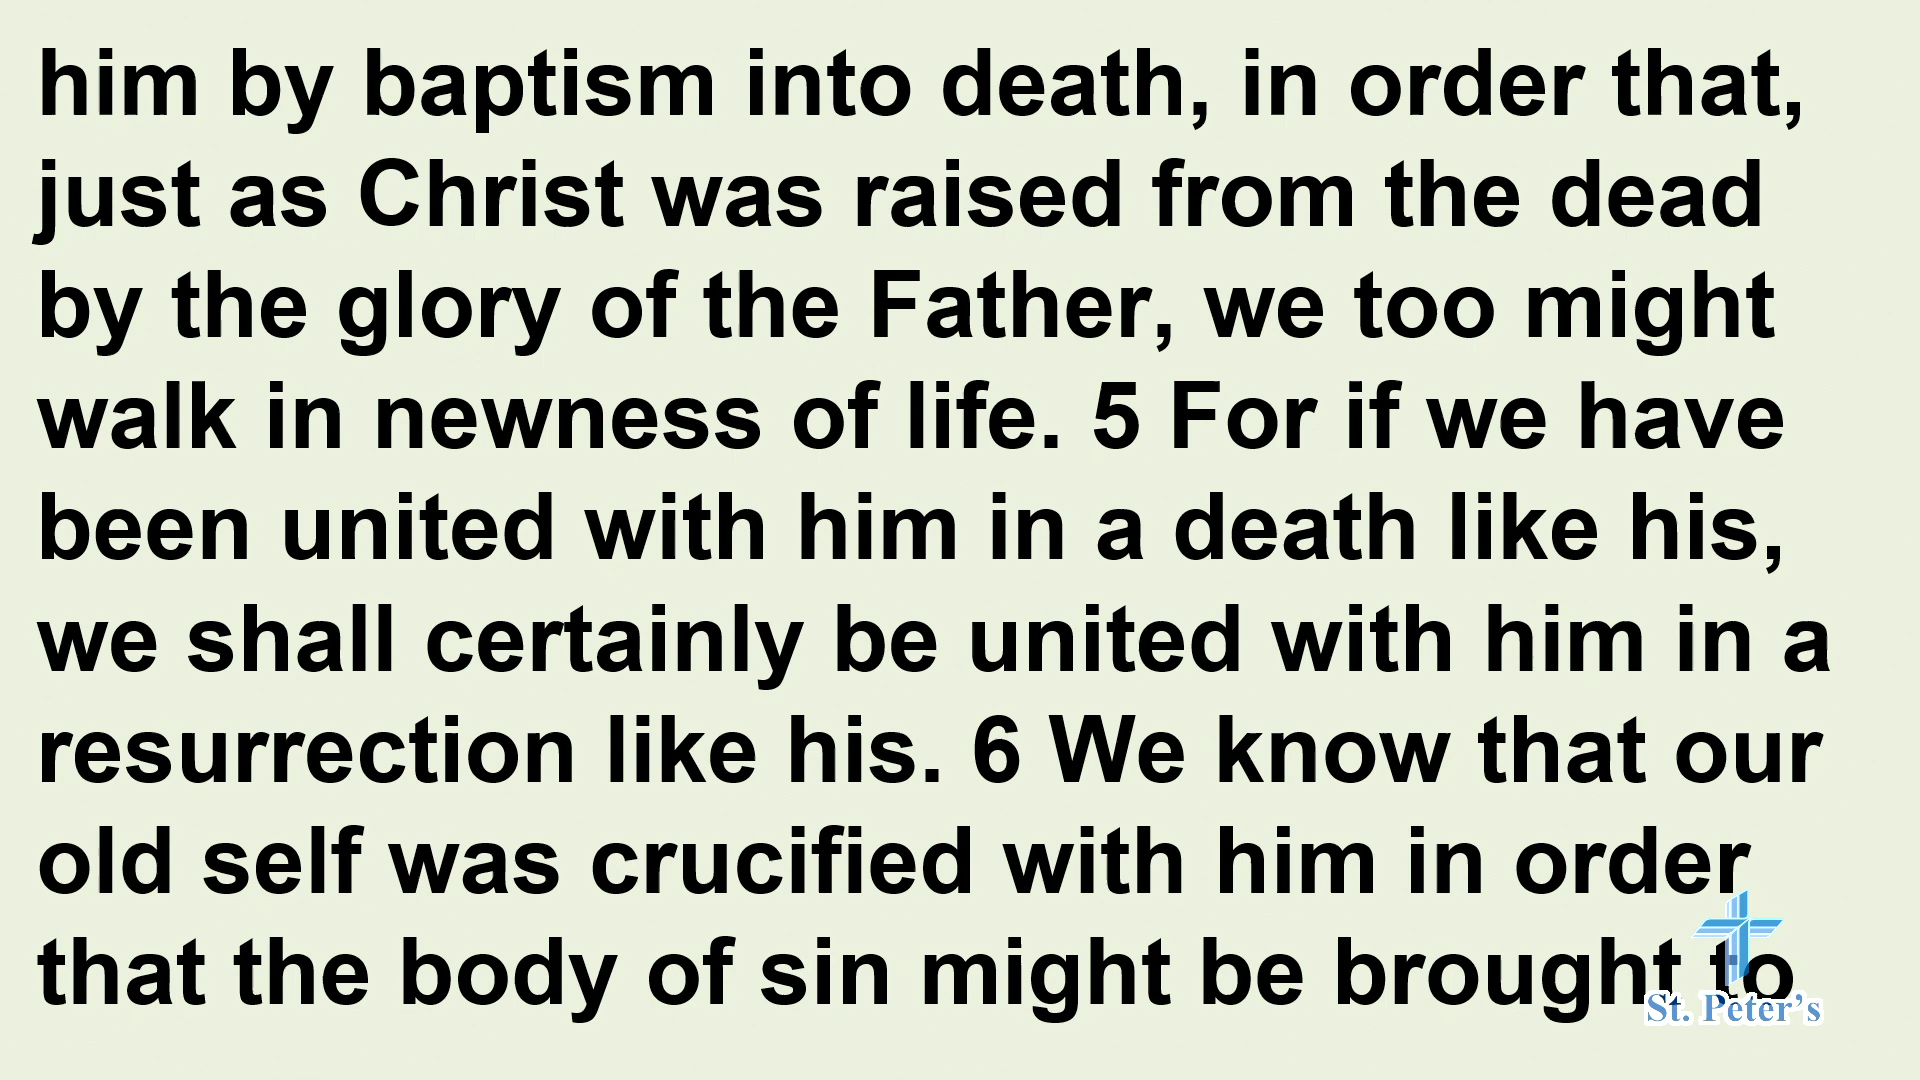 him by baptism into death, in order that,
just as Christ was raised from the dead
by the glory of the Father, we too might
walk in newness of life. 5 For if we have
been united with him in a death like his,
we shall certainly be united with him in a
resurrection like his. 6 We know that our
old self was crucified with him in order
that the body of sin might be brought to
St. Peter's